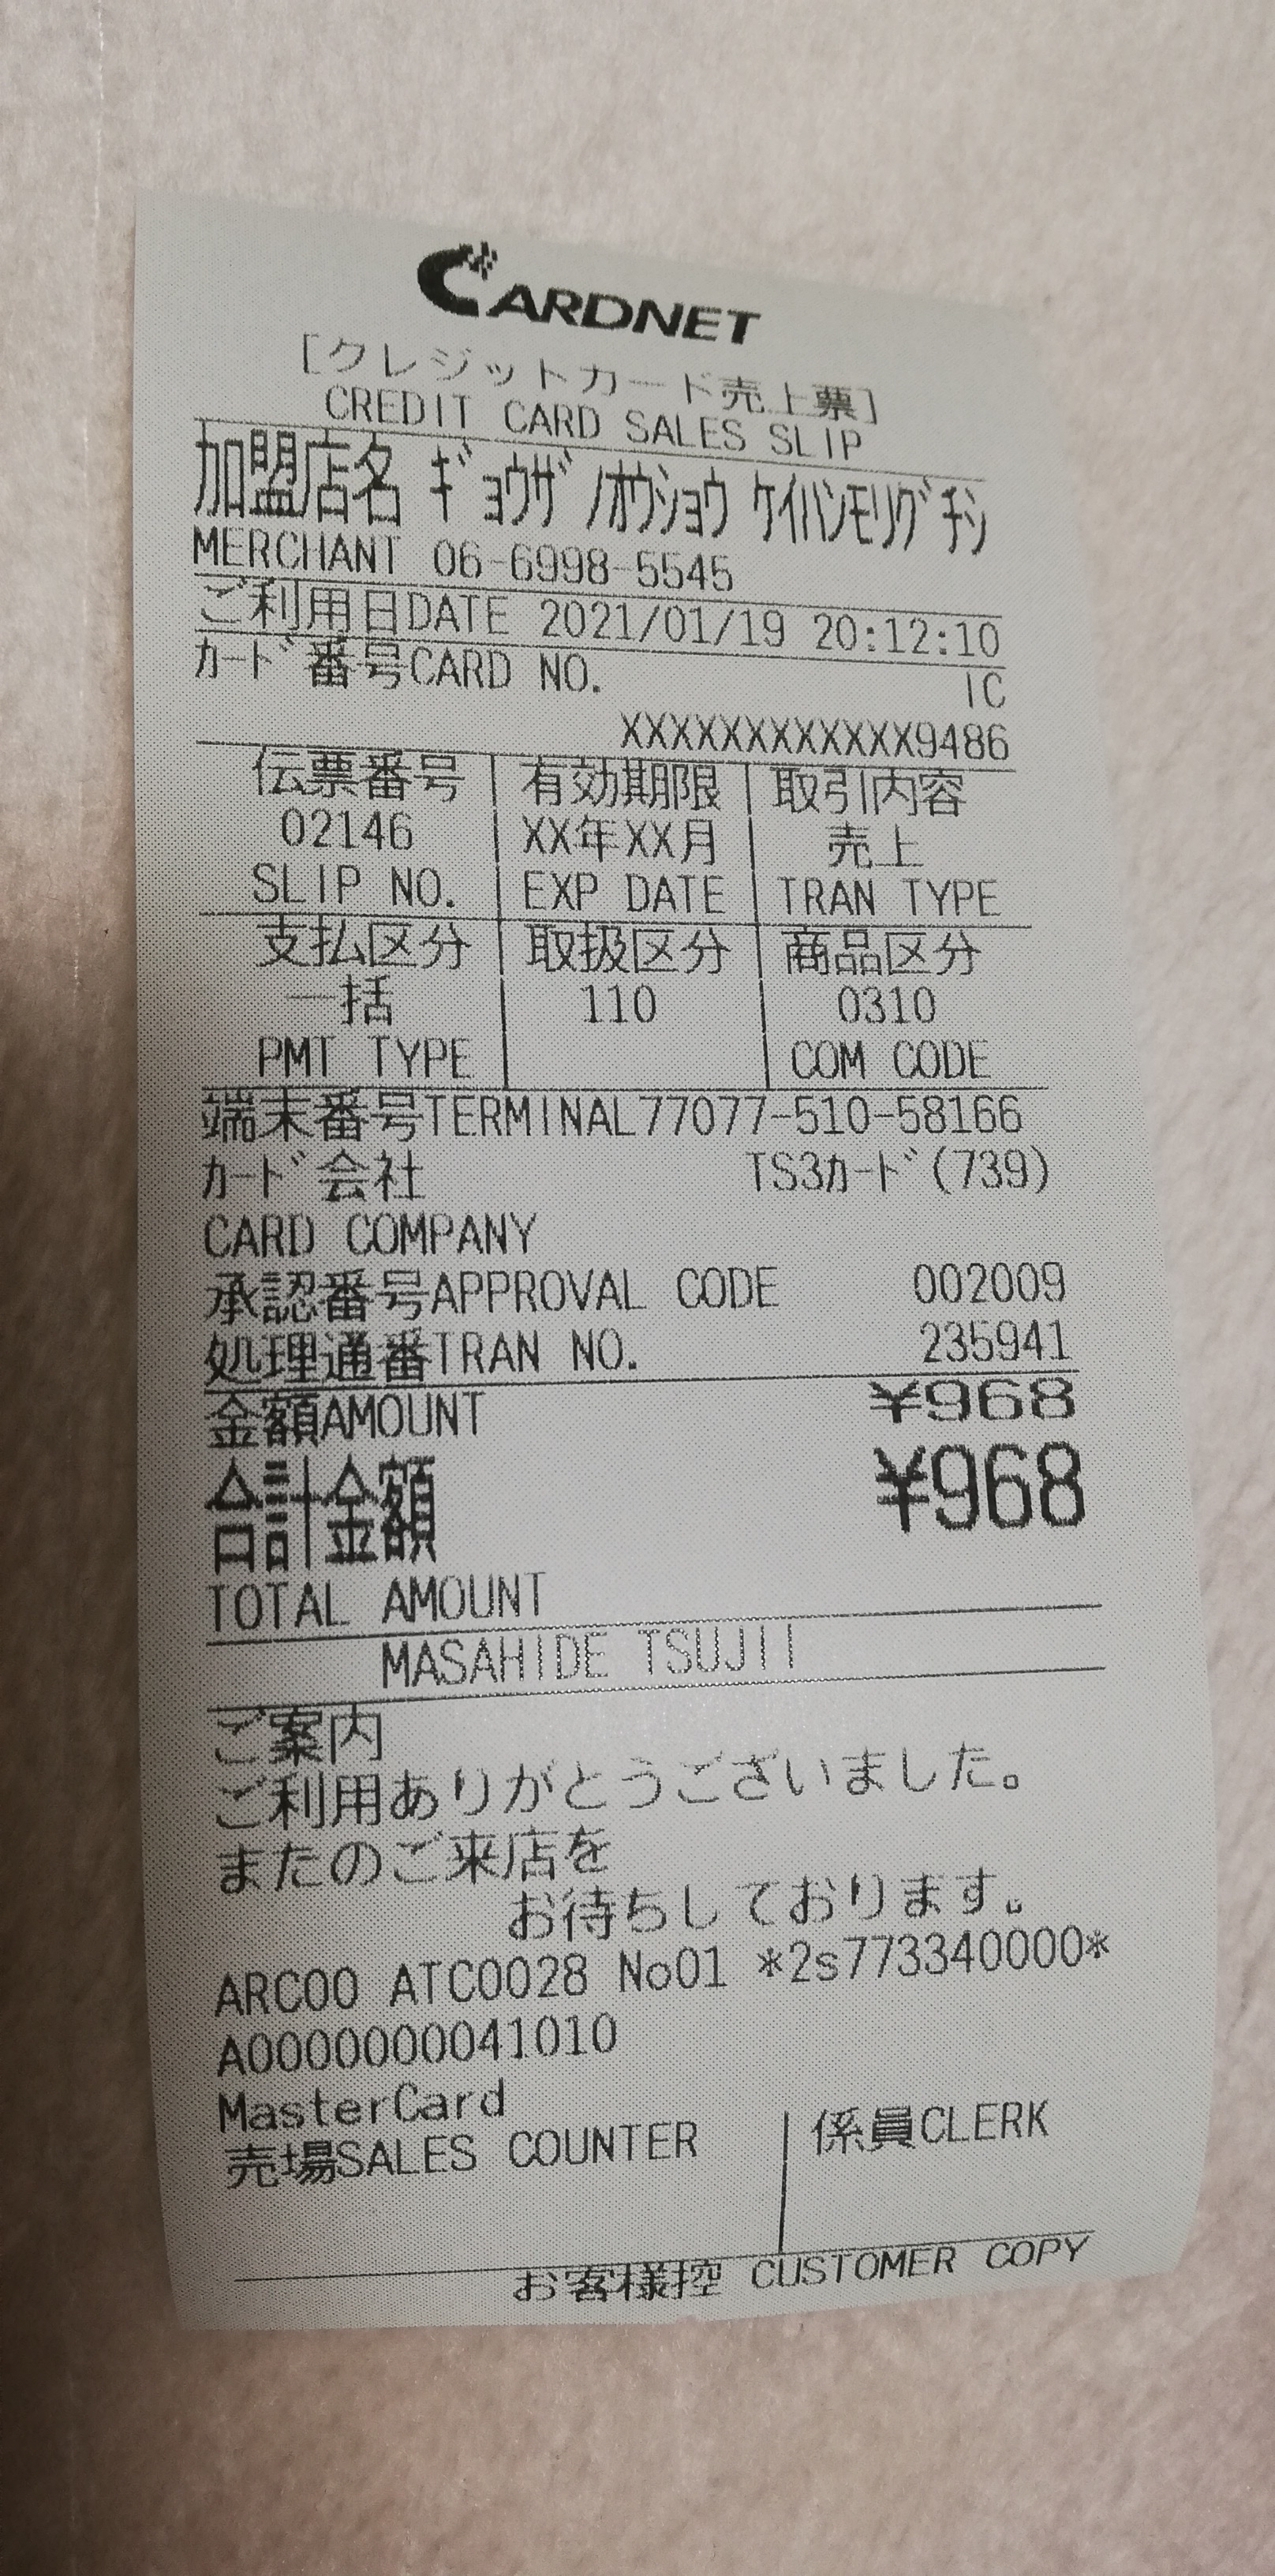 CARDNET
[クレジットカード売上票]
CREDIT CARD SALES SLIP
加盟店名 ギョウザノオウショウ ケイハンモリグチシ
MERCHANT 06-6998-5545
ご利用日DATE 2021/01/19 20:12:10
カード番号CARD NO.
IC
XXXXXXXXXXXX9486
伝票番号 有効期限 取引内容
02146 XX年XX月 売上
SLIP NO. EXP DATE TRAN TYPE
支払区分 取扱区分 商品区分
一括 110 0310
PMT TYPE COM CODE
端末番号TERMINAL77077-510-58166
カード会社 TS3カード(739)
CARD COMPANY
承認番号APPROVAL CODE 002009
処理通番TRAN NO. 235941
金額AMOUNT ¥968
合計金額 ¥968
TOTAL AMOUNT
MASAHIDE TSUJII
ご案内
ご利用ありがとうございました。
またのご来店を
お待ちしております。
ARC00 ATC0028 No01 *2s773340000*
A0000000041010
MasterCard
売場SALES COUNTER 係員CLERK
お客様控 CUSTOMER COPY